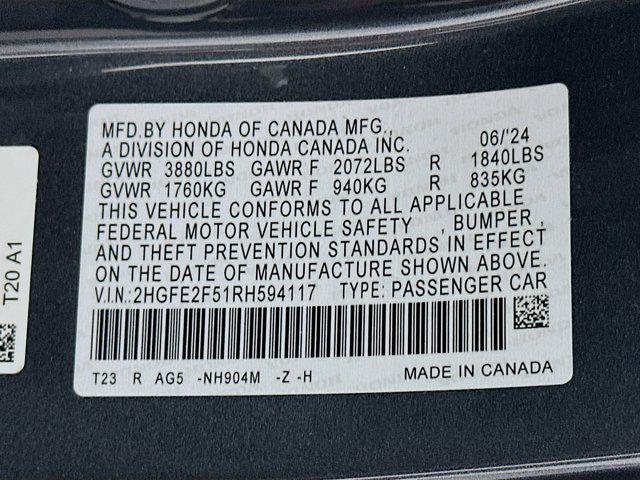 MFD.BY HONDA OF CANADA MFG.,
A DIVISION OF HONDA CANADA INC. 06/'24
GVWR 3880LBS GAWR F 2072LBS R 1840LBS
GVWR 1760KG GAWR F 940KG R 835KG
THIS VEHICLE CONFORMS TO ALL APPLICABLE
FEDERAL MOTOR VEHICLE SAFETY , BUMPER ,
AND THEFT PREVENTION STANDARDS IN EFFECT
ON THE DATE OF MANUFACTURE SHOWN ABOVE.
V.I.N.:2HGFE2F51RH594117 TYPE: PASSENGER CAR
T23 R AG5 -NH904M -Z -H MADE IN CANADA
T20 A1